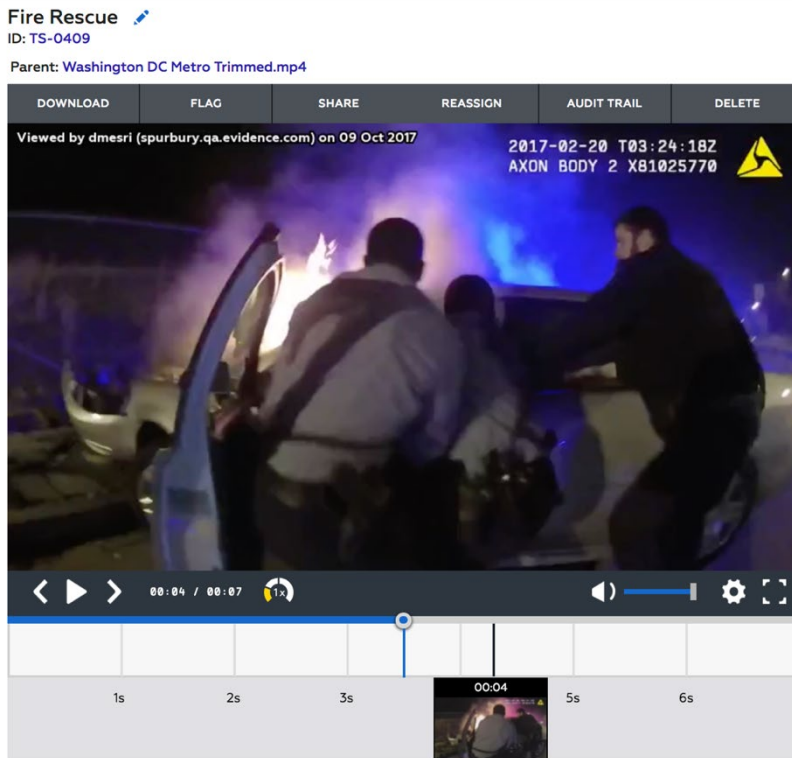 Fire Rescue
ID: TS-0409
Parent: Washington DC Metro Trimmed.mp4
DOWNLOAD FLAG SHARE REASSIGN AUDIT TRAIL DELETE
Viewed by dmesri (spurbury.qa.evidence.com) on 09 Oct 2017
2017-02-20 T03:24:18Z
AXON BODY 2 X81025770
00:04 / 00:07 1x
1s 2s 3s 00:04 5s 6s